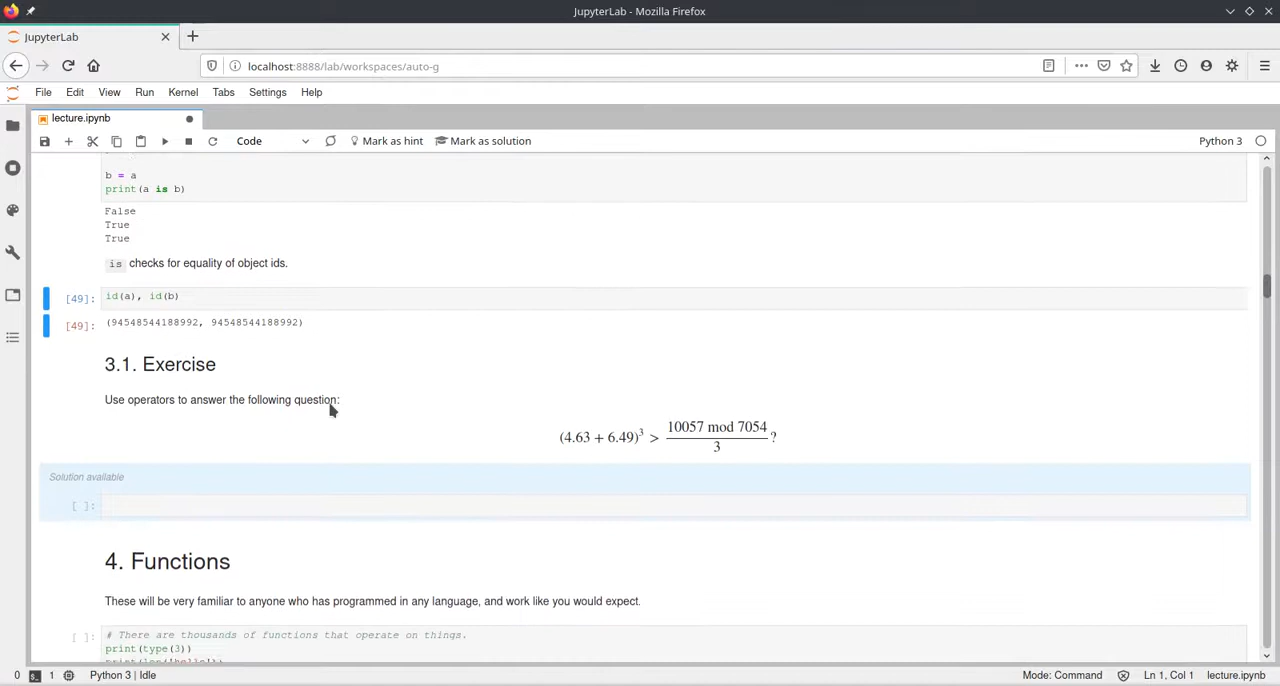 JupyterLab - Mozilla Firefox
JupyterLab
localhost:8888/lab/workspaces/auto-g
File Edit View Run Kernel Tabs Settings Help
lecture.ipynb
Code Mark as hint Mark as solution Python 3
b = a
print(a is b)
False
True
True
is checks for equality of object ids.
[49]: id(a), id(b)
[49]: (94548544188992, 94548544188992)
3.1. Exercise
Use operators to answer the following question:
(4.63 + 6.49)³ > (10057 mod 7054)/3 ?
Solution available
[ ]:
4. Functions
These will be very familiar to anyone who has programmed in any language, and work like you would expect.
[ ]: # There are thousands of functions that operate on things.
print(type(3))
print(len('hello'))
0 1 Python 3 | Idle Mode: Command Ln 1, Col 1 lecture.ipynb